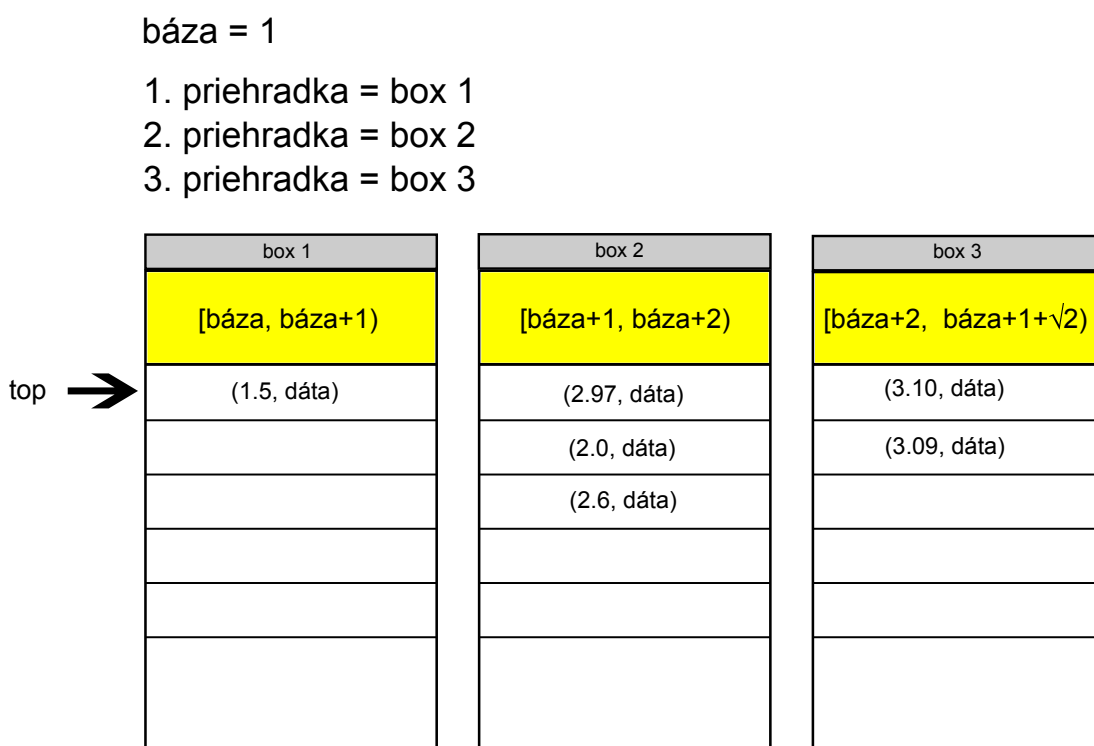 báza = 1
1. priehradka = box 1
2. priehradka = box 2
3. priehradka = box 3
box 1
box 2
box 3
[báza, báza+1)
[báza+1, báza+2)
[báza+2, báza+1+√2)
top
(1.5, dáta)
(2.97, dáta)
(3.10, dáta)
(2.0, dáta)
(3.09, dáta)
(2.6, dáta)